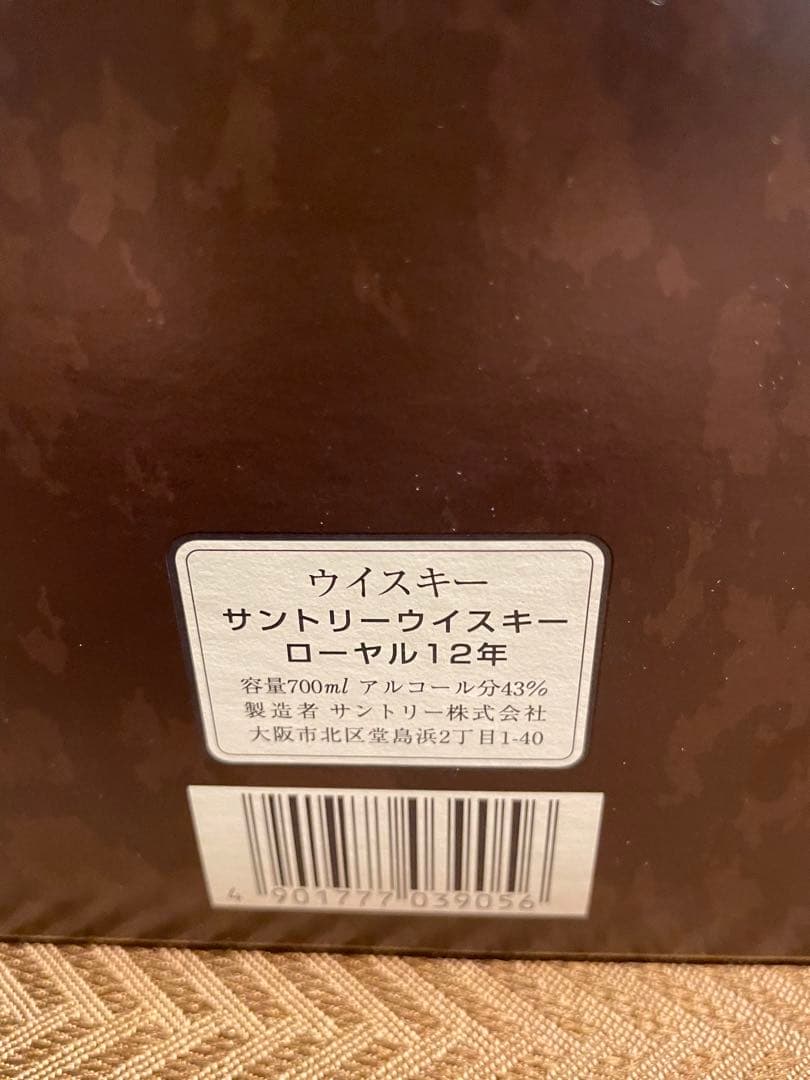 ウイスキー
サントリーウイスキー
ローヤル12年
容量700ml アルコール分43%
製造者 サントリー株式会社
大阪市北区堂島浜2丁目1-40
4 901777 039056